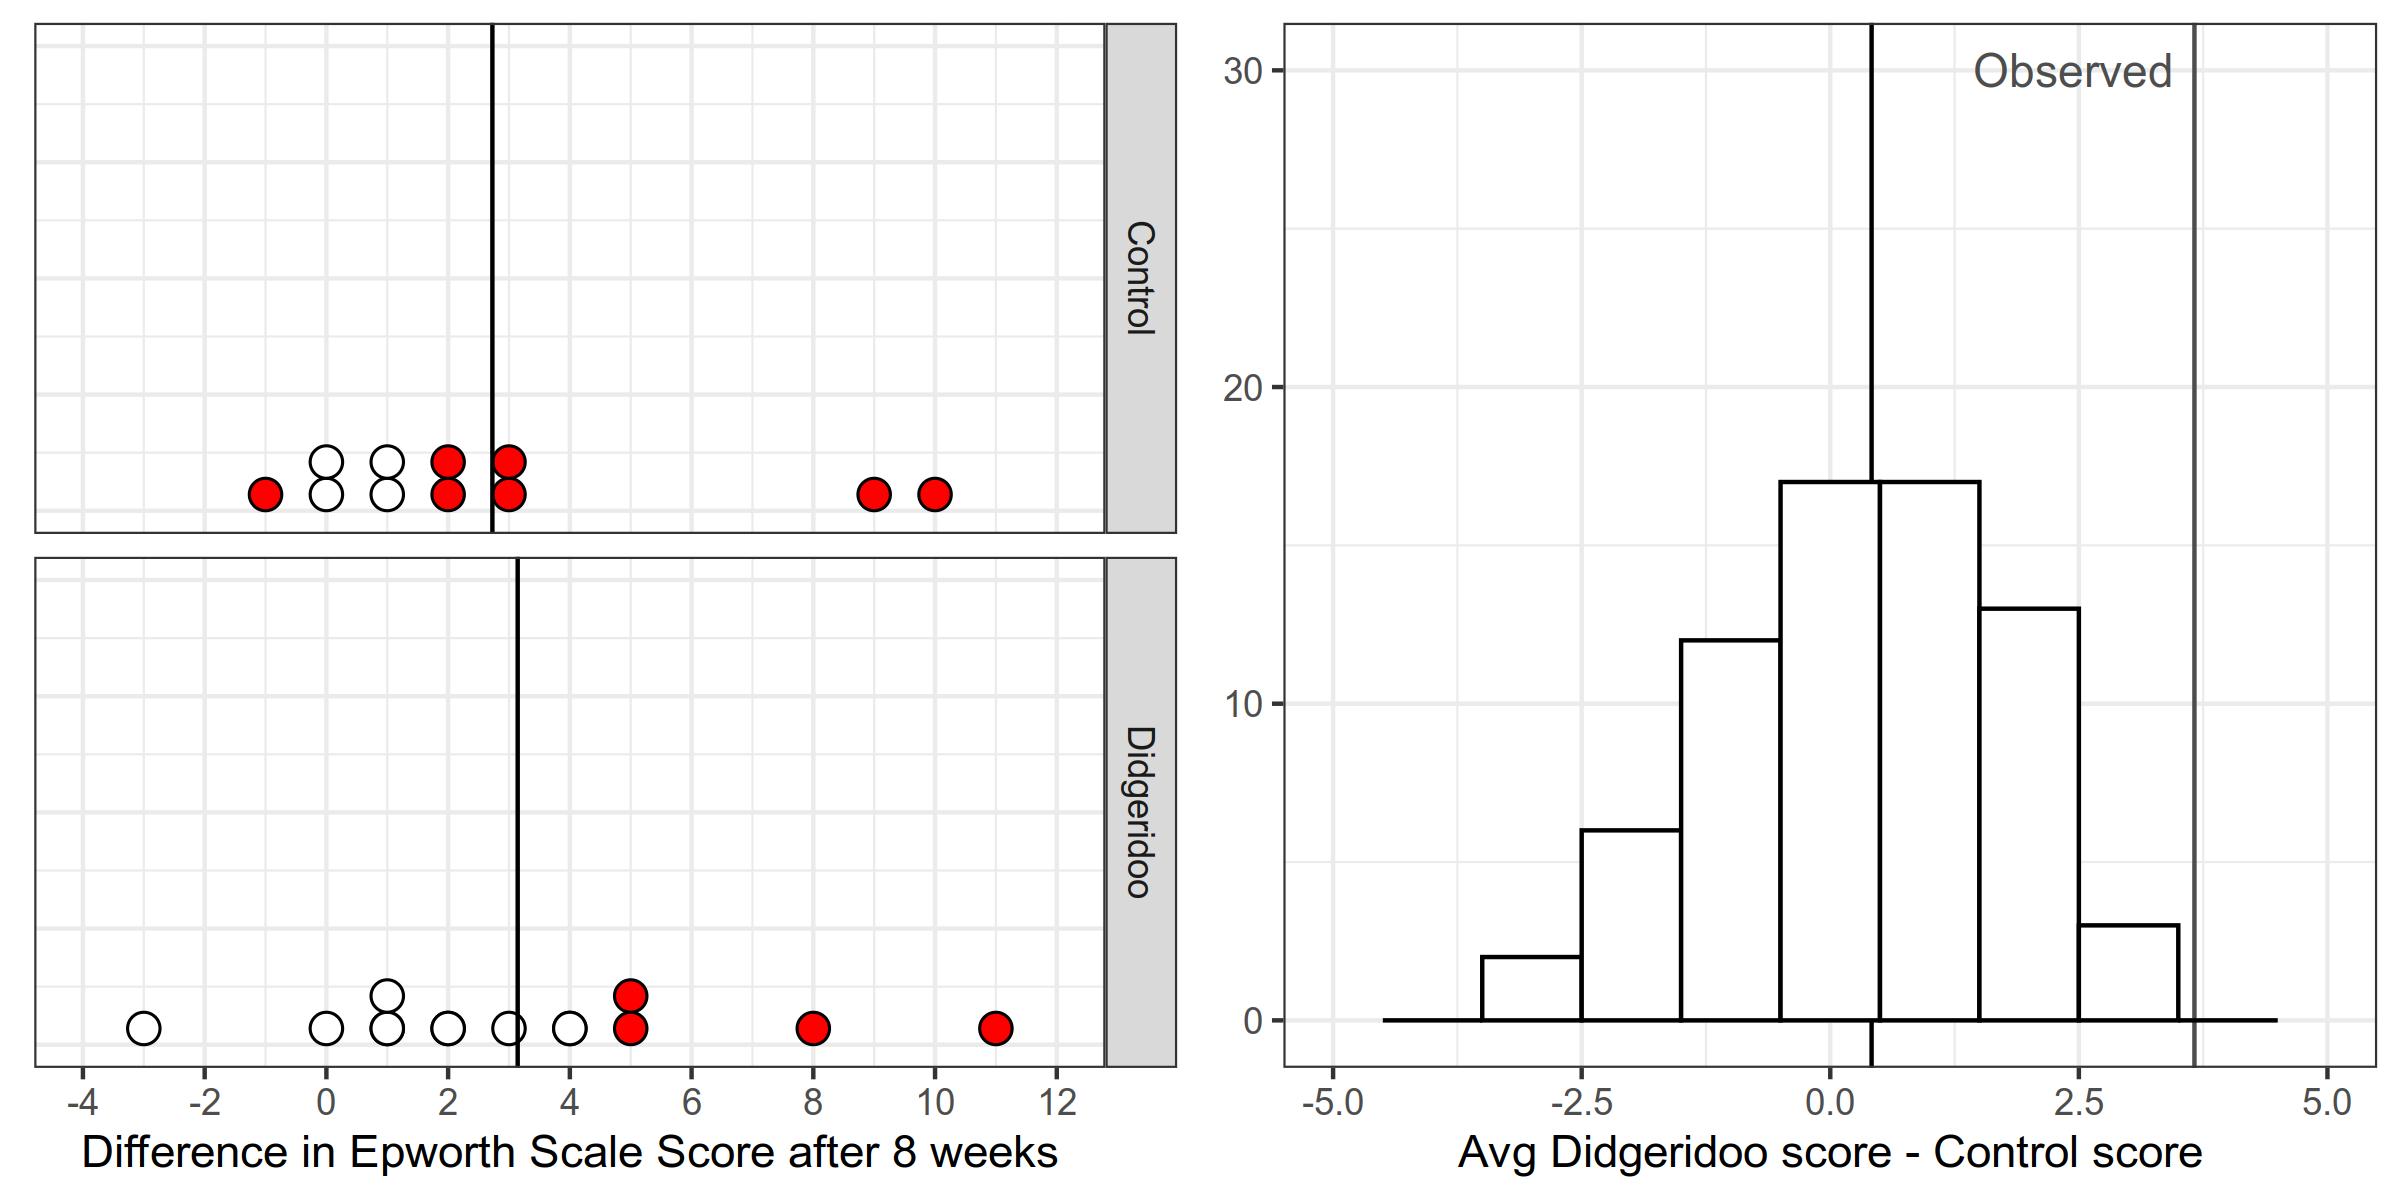 Control
Didgeridoo
-4 -2 0 2 4 6 8 10 12
Difference in Epworth Scale Score after 8 weeks
Observed
30
20
10
0
-5.0 -2.5 0.0 2.5 5.0
Avg Didgeridoo score - Control score